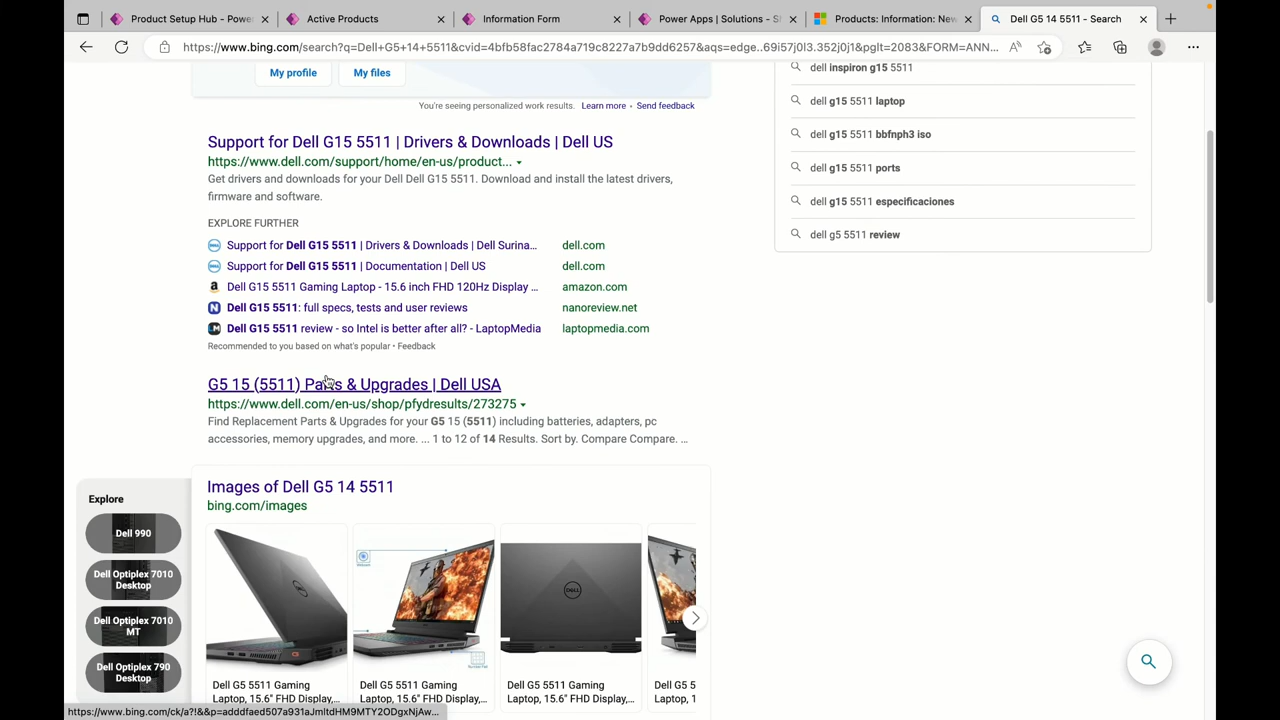 Product Setup Hub - Power
Active Products
Information Form
Power Apps | Solutions - S
Products: Information: New
Dell G5 14 5511 - Search
https://www.bing.com/search?q=Dell+G5+14+5511&cvid=4bfb58fac2784a719c8227a7b9dd6257&aqs=edge..69i57j0l3.352j0j1&pglt=2083&FORM=ANN...
My profile
My files
You're seeing personalized work results. Learn more • Send feedback
Support for Dell G15 5511 | Drivers & Downloads | Dell US
https://www.dell.com/support/home/en-us/product...
Get drivers and downloads for your Dell Dell G15 5511. Download and install the latest drivers,
firmware and software.
EXPLORE FURTHER
Support for Dell G15 5511 | Drivers & Downloads | Dell Surina... dell.com
Support for Dell G15 5511 | Documentation | Dell US dell.com
Dell G15 5511 Gaming Laptop - 15.6 inch FHD 120Hz Display ... amazon.com
Dell G15 5511: full specs, tests and user reviews nanoreview.net
Dell G15 5511 review - so Intel is better after all? - LaptopMedia laptopmedia.com
Recommended to you based on what's popular • Feedback
G5 15 (5511) Parts & Upgrades | Dell USA
https://www.dell.com/en-us/shop/pfydresults/273275
Find Replacement Parts & Upgrades for your G5 15 (5511) including batteries, adapters, pc
accessories, memory upgrades, and more. ... 1 to 12 of 14 Results. Sort by. Compare Compare. ...
Images of Dell G5 14 5511
bing.com/images
Dell G5 5511 Gaming
Laptop, 15.6" FHD Display,...
Dell G5 5511 Gaming
Laptop, 15.6" FHD Display,...
Dell G5 5511 Gaming
Laptop, 15.6" FHD Display,...
Dell G5 5
Laptop, 15
dell inspiron g15 5511
dell g15 5511 laptop
dell g15 5511 bbfnph3 iso
dell g15 5511 ports
dell g15 5511 especificaciones
dell g5 5511 review
Explore
Dell 990
Dell Optiplex 7010
Desktop
Dell Optiplex 7010
MT
Dell Optiplex 790
Desktop
https://www.bing.com/ck/a?!&&p=adddfaed507a931aJmltdHM9MTY2ODgxNjAw...